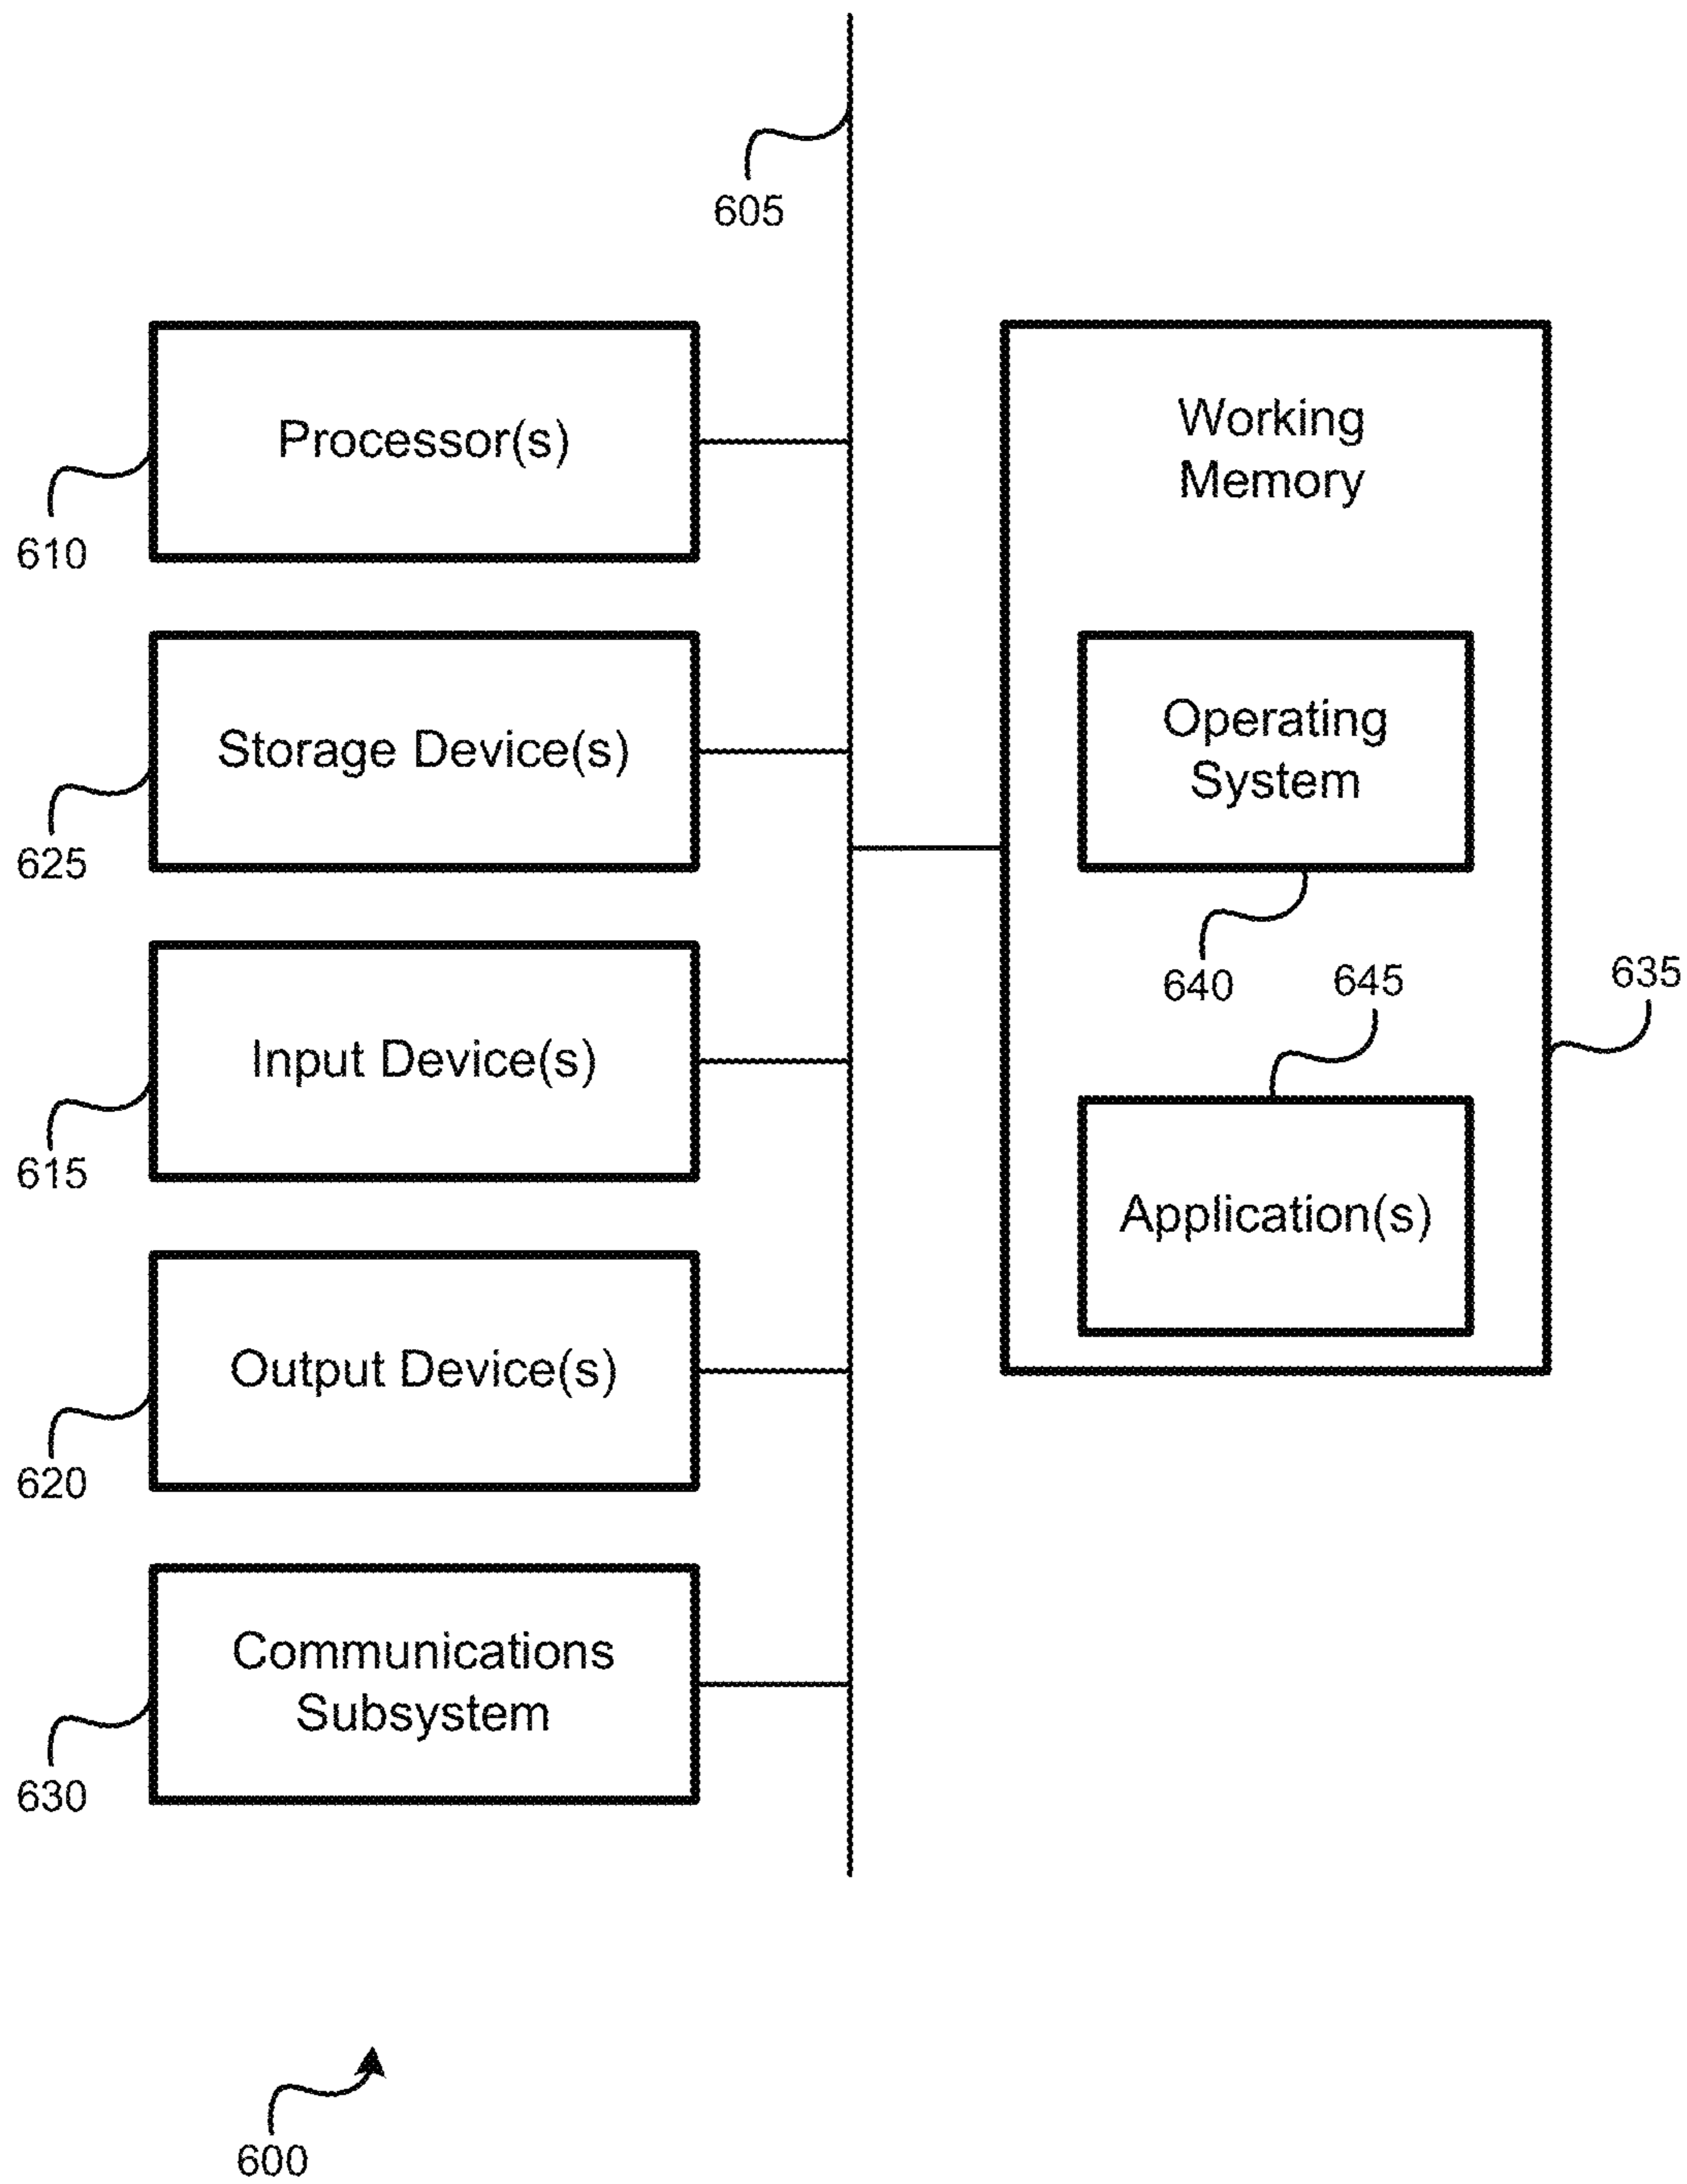 605
Processor(s)
610
Storage Device(s)
625
Input Device(s)
615
Output Device(s)
620
Communications
Subsystem
630
Working
Memory
Operating
System
640
645
635
Application(s)
600